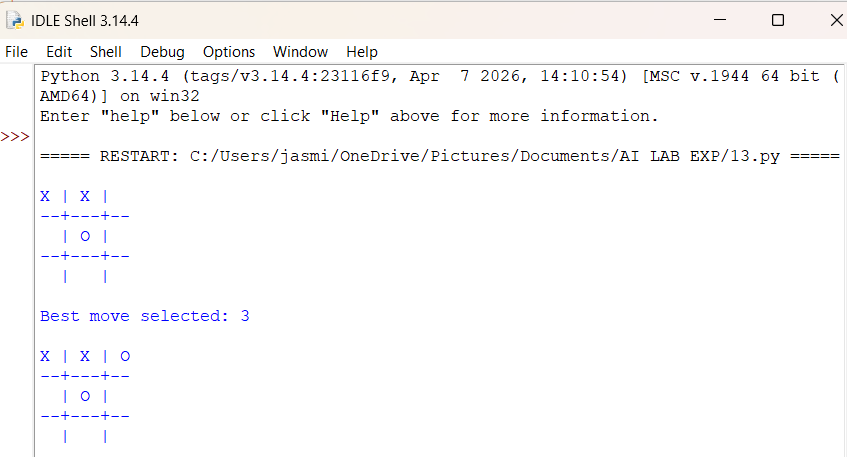 IDLE Shell 3.14.4
File Edit Shell Debug Options Window Help
Python 3.14.4 (tags/v3.14.4:23116f9, Apr  7 2026, 14:10:54) [MSC v.1944 64 bit (
AMD64)] on win32
Enter "help" below or click "Help" above for more information.
>>>
===== RESTART: C:/Users/jasmi/OneDrive/Pictures/Documents/AI LAB EXP/13.py =====
X | X |
--+---+--
  | O |
--+---+--
  |   |
Best move selected: 3
X | X | O
--+---+--
  | O |
--+---+--
  |   |